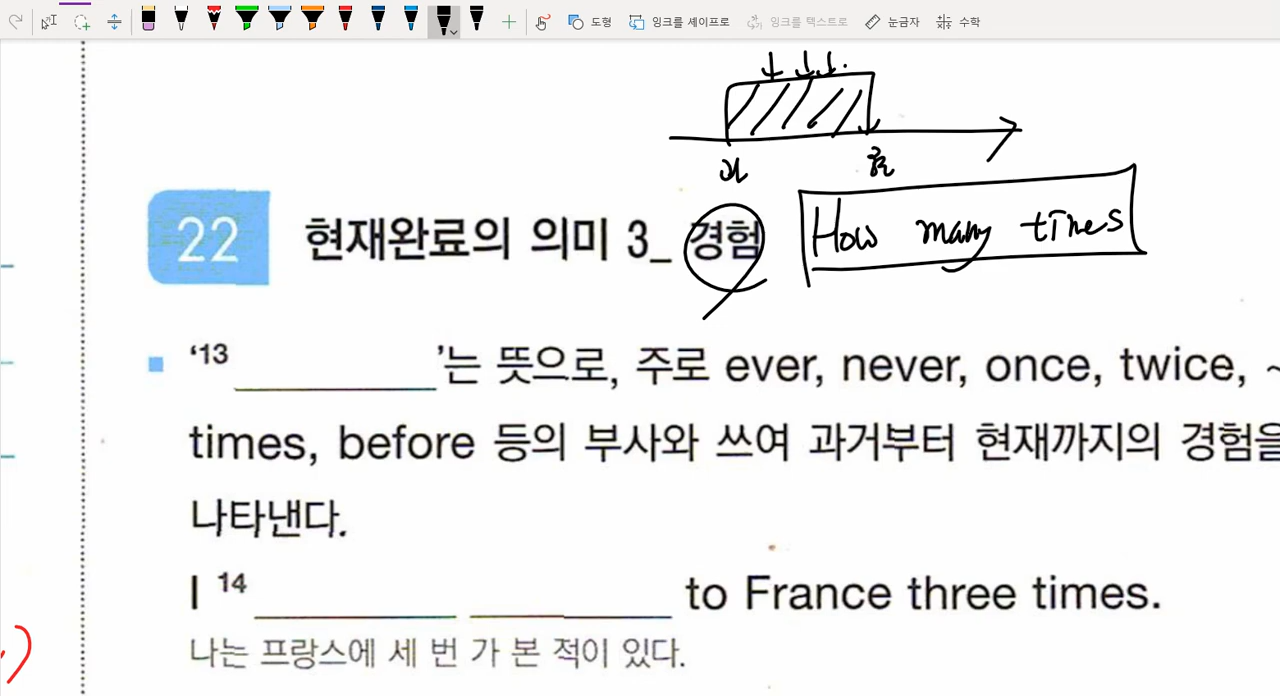 도형 잉크를 셰이프로 잉크를 텍스트로 눈금자 수학
과 현
22 현재완료의 의미 3_ 경험 How many times
‘13 ________ ’는 뜻으로, 주로 ever, never, once, twice, ~
times, before 등의 부사와 쓰여 과거부터 현재까지의 경험을
나타낸다.
I 14 ________ ________ to France three times.
나는 프랑스에 세 번 가 본 적이 있다.